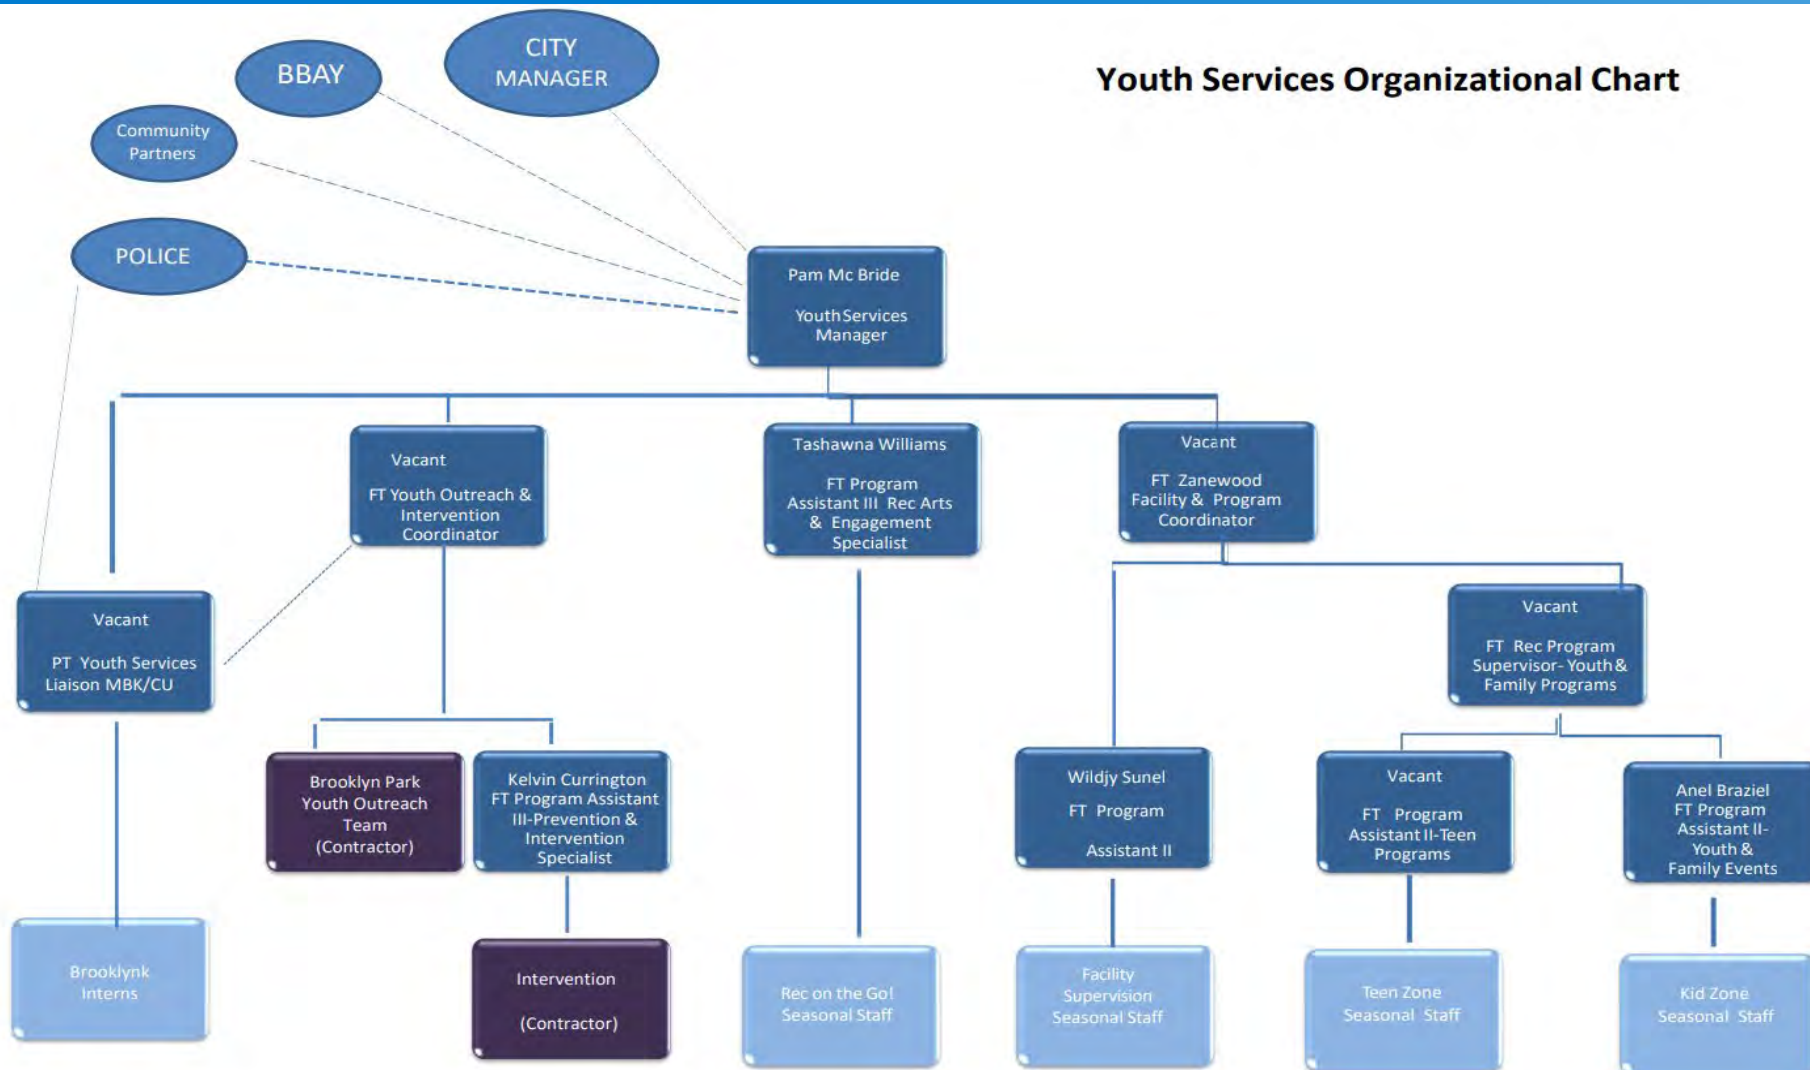 CITY
MANAGER
BBAY
Youth Services Organizational Chart
Community
Partners
POLICE
Pam Mc Bride
Youth Services
Manager
Vacant
FT Youth Outreach &
Intervention
Coordinator
Tashawna Williams
FT Program
Assistant III Rec Arts
& Engagement
Specialist
Vacant
FT Zanewood
Facility & Program
Coordinator
Vacant
PT Youth Services
Liaison MBK/CU
Vacant
FT Rec Program
Supervisor- Youth &
Family Programs
Brooklyn Park
Youth Outreach
Team
(Contractor)
Kelvin Currington
FT Program Assistant
III-Prevention &
Intervention
Specialist
Wildjy Sunel
FT Program
Assistant II
Vacant
FT Program
Assistant II-Teen
Programs
Anel Braziel
FT Program
Assistant II-
Youth &
Family Events
Brooklynk
Interns
Intervention
(Contractor)
Rec on the Go!
Seasonal Staff
Facility
Supervision
Seasonal Staff
Teen Zone
Seasonal Staff
Kid Zone
Seasonal Staff